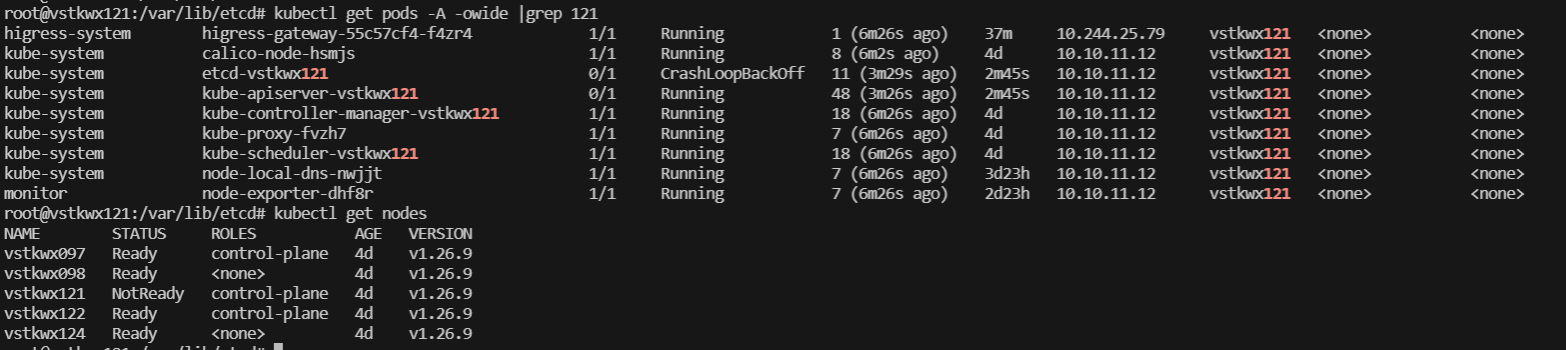 root@vstkwx121:/var/lib/etcd# kubectl get pods -A -owide |grep 121
higress-system higress-gateway-55c57cf4-f4zr4 1/1 Running 1 (6m26s ago) 37m 10.244.25.79 vstkwx121 <none> <none>
kube-system calico-node-hsmjs 1/1 Running 8 (6m2s ago) 4d 10.10.11.12 vstkwx121 <none> <none>
kube-system etcd-vstkwx121 0/1 CrashLoopBackOff 11 (3m29s ago) 2m45s 10.10.11.12 vstkwx121 <none> <none>
kube-system kube-apiserver-vstkwx121 0/1 Running 48 (3m26s ago) 2m45s 10.10.11.12 vstkwx121 <none> <none>
kube-system kube-controller-manager-vstkwx121 1/1 Running 18 (6m26s ago) 4d 10.10.11.12 vstkwx121 <none> <none>
kube-system kube-proxy-fvzh7 1/1 Running 7 (6m26s ago) 4d 10.10.11.12 vstkwx121 <none> <none>
kube-system kube-scheduler-vstkwx121 1/1 Running 18 (6m26s ago) 4d 10.10.11.12 vstkwx121 <none> <none>
kube-system node-local-dns-nwjjt 1/1 Running 7 (6m26s ago) 3d23h 10.10.11.12 vstkwx121 <none> <none>
monitor node-exporter-dhf8r 1/1 Running 7 (6m26s ago) 2d23h 10.10.11.12 vstkwx121 <none> <none>
root@vstkwx121:/var/lib/etcd# kubectl get nodes
NAME STATUS ROLES AGE VERSION
vstkwx097 Ready control-plane 4d v1.26.9
vstkwx098 Ready <none> 4d v1.26.9
vstkwx121 NotReady control-plane 4d v1.26.9
vstkwx122 Ready control-plane 4d v1.26.9
vstkwx124 Ready <none> 4d v1.26.9
root@vstkwx121:/var/lib/etcd#